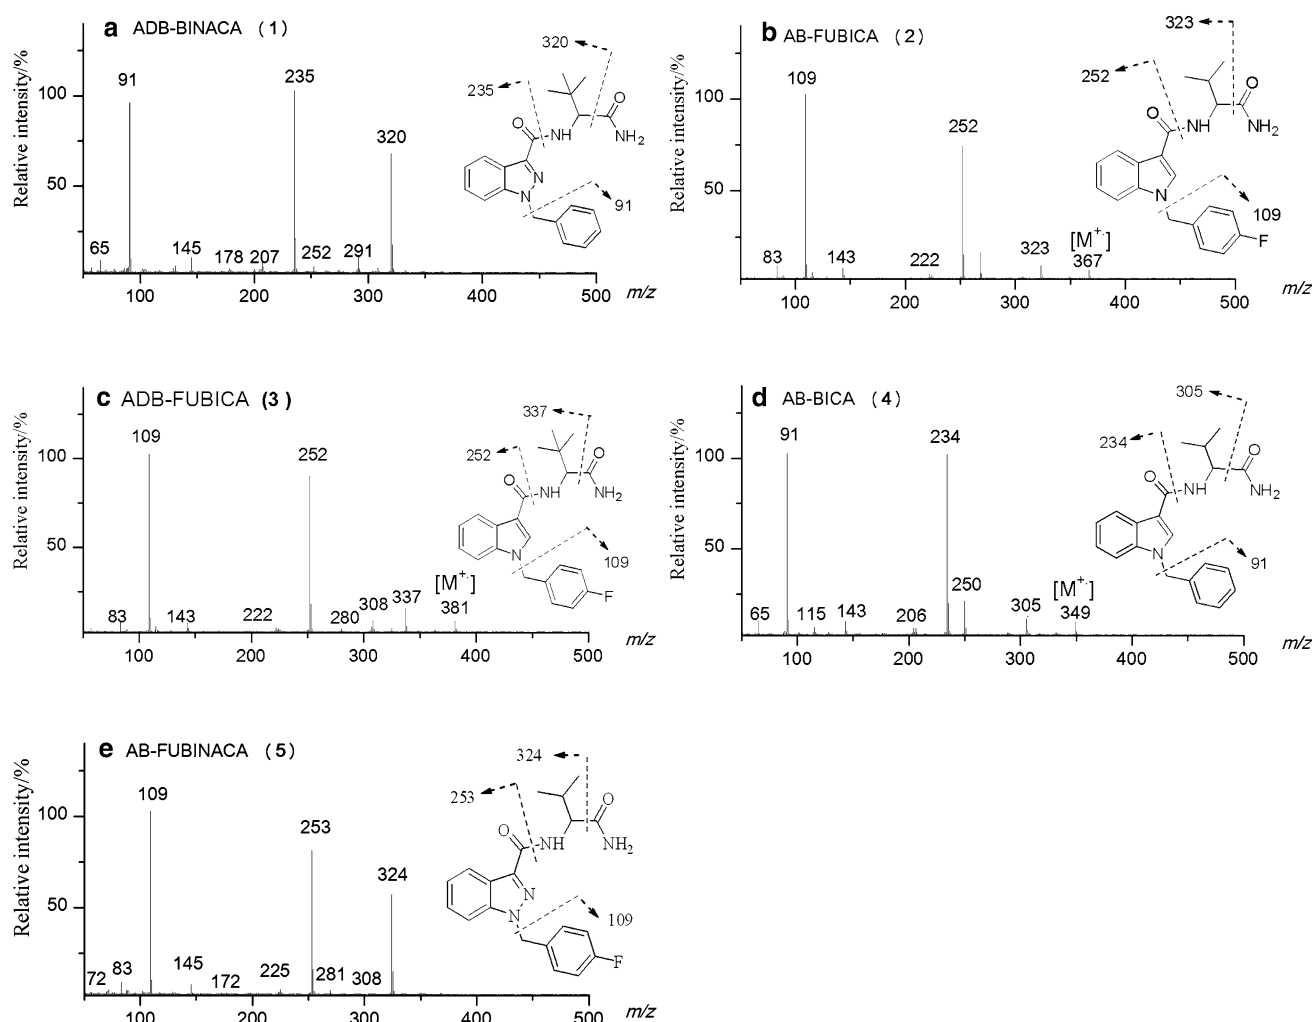 a ADB-BINACA (1)
Relative intensity/%
100
50
91
235
320
65
145
178
207
252
291
100 200 300 400 500
m/z
320
235
O
NH
O
NH2
N
N
91
b AB-FUBICA (2)
Relative intensity/%
100
50
109
252
83
143
222
323
[M+·]
367
100 200 300 400 500
m/z
323
252
O
NH
O
NH2
N
109
F
c ADB-FUBICA (3)
Relative intensity/%
100
50
109
252
83
143
222
280
308
337
[M+·]
381
100 200 300 400 500
m/z
337
252
O
NH
O
NH2
N
109
F
d AB-BICA (4)
Relative intensity/%
100
50
91
234
65
115
143
206
250
305
[M+·]
349
100 200 300 400 500
m/z
305
234
O
NH
O
NH2
N
91
e AB-FUBINACA (5)
Relative intensity/%
100
50
109
253
324
72
83
145
172
225
281
308
100 200 300 400 500
m/z
324
253
O
NH
O
NH2
N
N
109
F